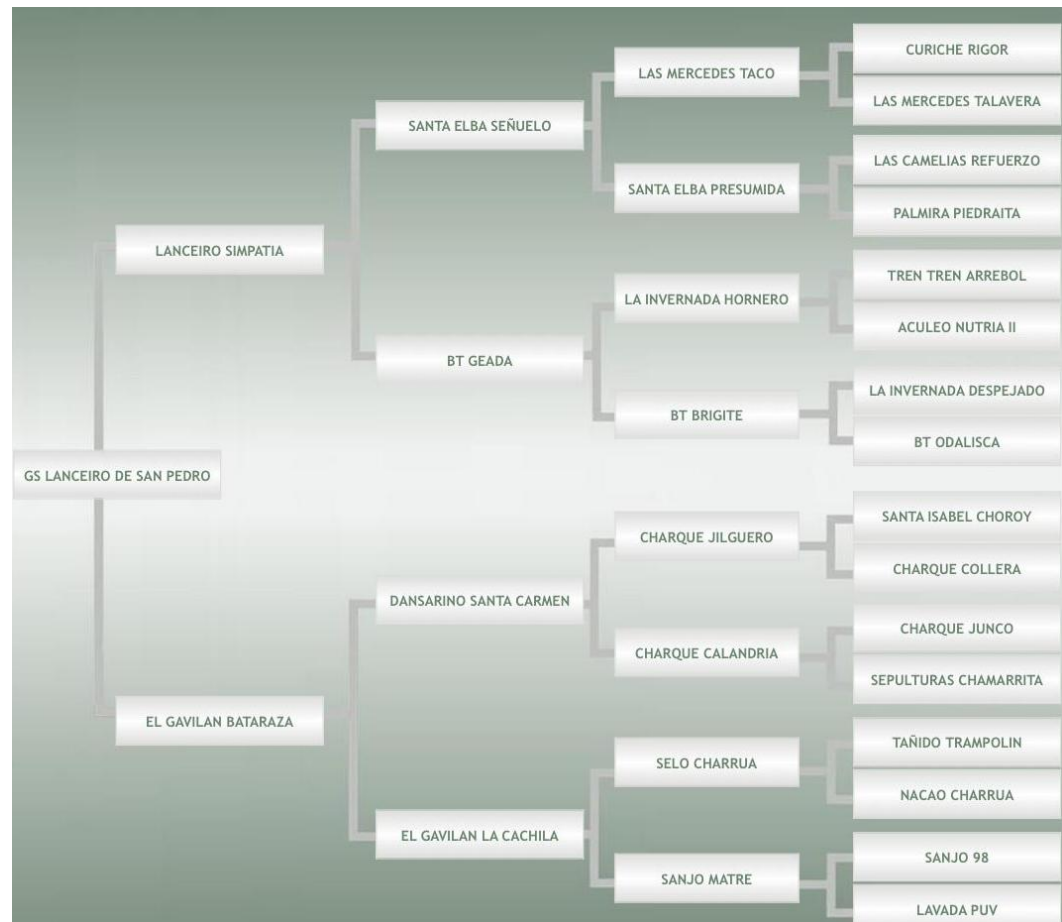 CURICHE RIGOR
LAS MERCEDES TACO
LAS MERCEDES TALAVERA
SANTA ELBA SEÑUELO
LAS CAMELIAS REFUERZO
SANTA ELBA PRESUMIDA
PALMIRA PIEDRAITA
LANCEIRO SIMPATIA
TREN TREN ARREBOL
LA INVERNADA HORNERO
ACULEO NUTRIA II
BT GEADA
LA INVERNADA DESPEJADO
BT BRIGITE
BT ODALISCA
GS LANCEIRO DE SAN PEDRO
SANTA ISABEL CHOROY
CHARQUE JILGUERO
CHARQUE COLLERA
DANSARINO SANTA CARMEN
CHARQUE JUNCO
CHARQUE CALANDRIA
SEPULTURAS CHAMARRITA
EL GAVILAN BATARAZA
TAÑIDO TRAMPOLIN
SELO CHARRUA
NACAO CHARRUA
EL GAVILAN LA CACHILA
SANJO 98
SANJO MATRE
LAVADA PUV